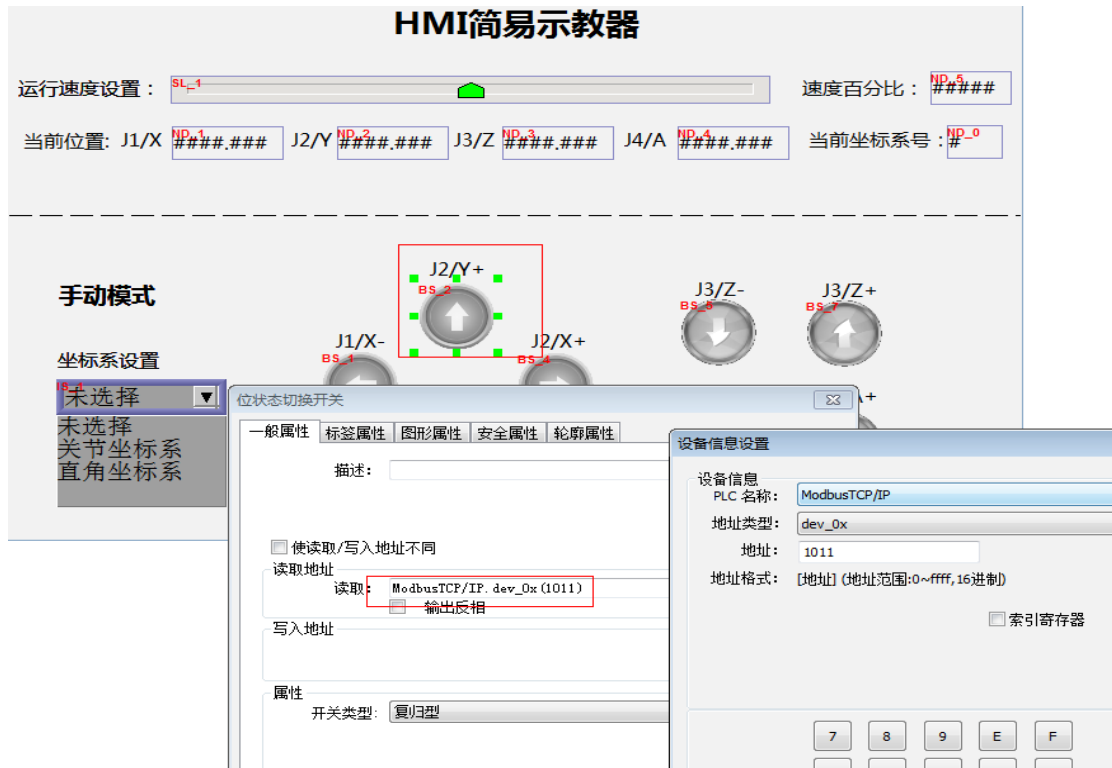 HMI简易示教器
运行速度设置： SL_1 速度百分比： ND_5 #####
当前位置: J1/X ND_1 ####.### J2/Y ND_2 ####.### J3/Z ND_3 ####.### J4/A ND_4 ####.### 当前坐标系号： ND_0 #
J2/Y+
BS_2
手动模式
J3/Z-
BS_5
J3/Z+
BS_7
J1/X-
BS_1
J2/X+
BS_4
坐标系设置
未选择
未选择
关节坐标系
直角坐标系
位状态切换开关
一般属性 标签属性 图形属性 安全属性 轮廓属性
描述：
使读取/写入地址不同
读取地址
读取： ModbusTCP/IP.dev_0x(1011)
输出反相
写入地址
属性
开关类型: 复归型
+
设备信息设置
设备信息
PLC 名称： ModbusTCP/IP
地址类型： dev_0x
地址： 1011
地址格式： [地址] (地址范围:0~ffff,16进制)
索引寄存器
7 8 9 E F